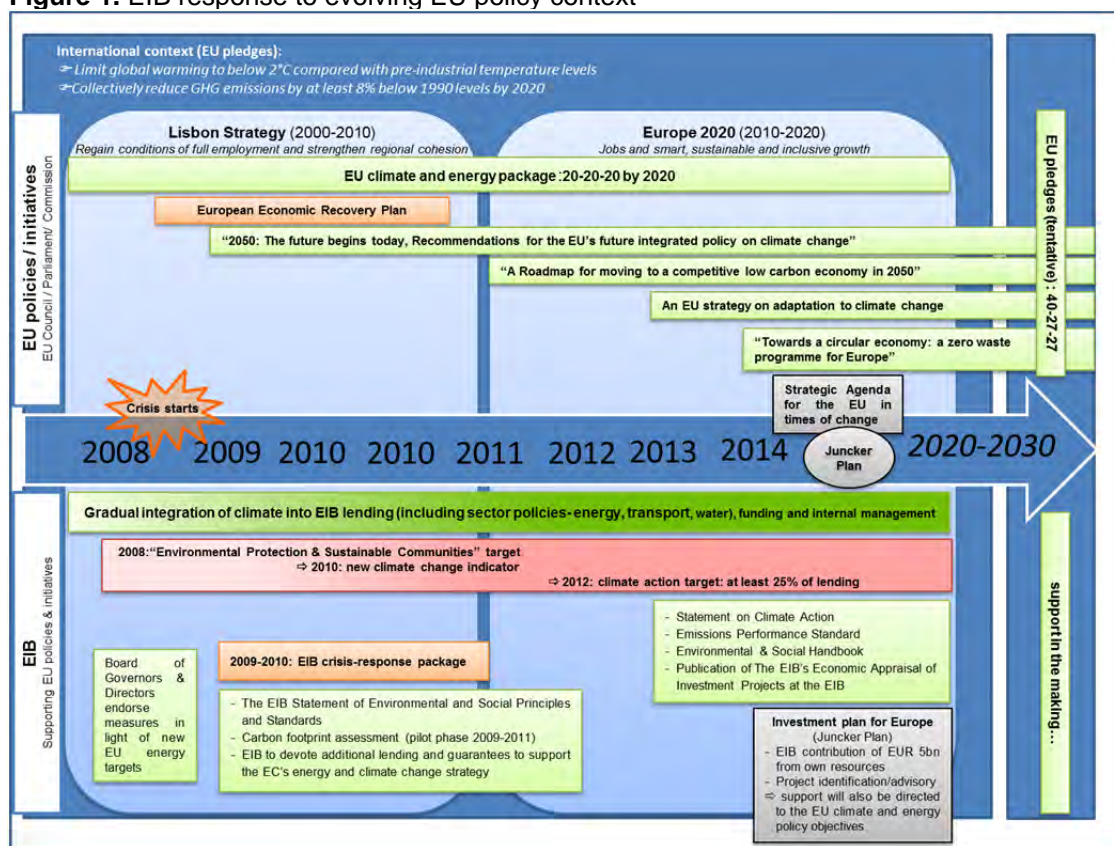 Figure 1: EIB response to evolving EU policy context
International context (EU pledges):
☞ Limit global warming to below 2°C compared with pre-industrial temperature levels
☞Collectively reduce GHG emissions by at least 8% below 1990 levels by 2020
EU policies / initiatives
EU Council / Parliament/ Commission
Lisbon Strategy (2000-2010)
Regain conditions of full employment and strengthen regional cohesion
Europe 2020 (2010-2020)
Jobs and smart, sustainable and inclusive growth
EU climate and energy package :20-20-20 by 2020
European Economic Recovery Plan
“2050: The future begins today, Recommendations for the EU’s future integrated policy on climate change”
“A Roadmap for moving to a competitive low carbon economy in 2050”
An EU strategy on adaptation to climate change
“Towards a circular economy: a zero waste
programme for Europe”
EU pledges (tentative) : 40-27-27
Crisis starts
Strategic Agenda
for the EU in
times of change
2008 2009 2010 2010 2011 2012 2013 2014
Juncker
Plan
2020-2030
EIB
Supporting EU policies & initiatives
Gradual integration of climate into EIB lending (including sector policies- energy, transport, water), funding and internal management
2008:“Environmental Protection & Sustainable Communities” target
⇨ 2010: new climate change indicator
⇨ 2012: climate action target: at least 25% of lending
Board of
Governors &
Directors
endorse
measures in
light of new
EU energy
targets
2009-2010: EIB crisis-response package
- The EIB Statement of Environmental and Social Principles
and Standards
- Carbon footprint assessment (pilot phase 2009-2011)
- EIB to devote additional lending and guarantees to support
the EC’s energy and climate change strategy
- Statement on Climate Action
- Emissions Performance Standard
- Environmental & Social Handbook
- Publication of The EIB’s Economic Appraisal of
Investment Projects at the EIB
Investment plan for Europe
(Juncker Plan)
- EIB contribution of EUR 5bn
from own resources
- Project identification/advisory
⇨ support will also be directed
to the EU climate and energy
policy objectives
support in the making…